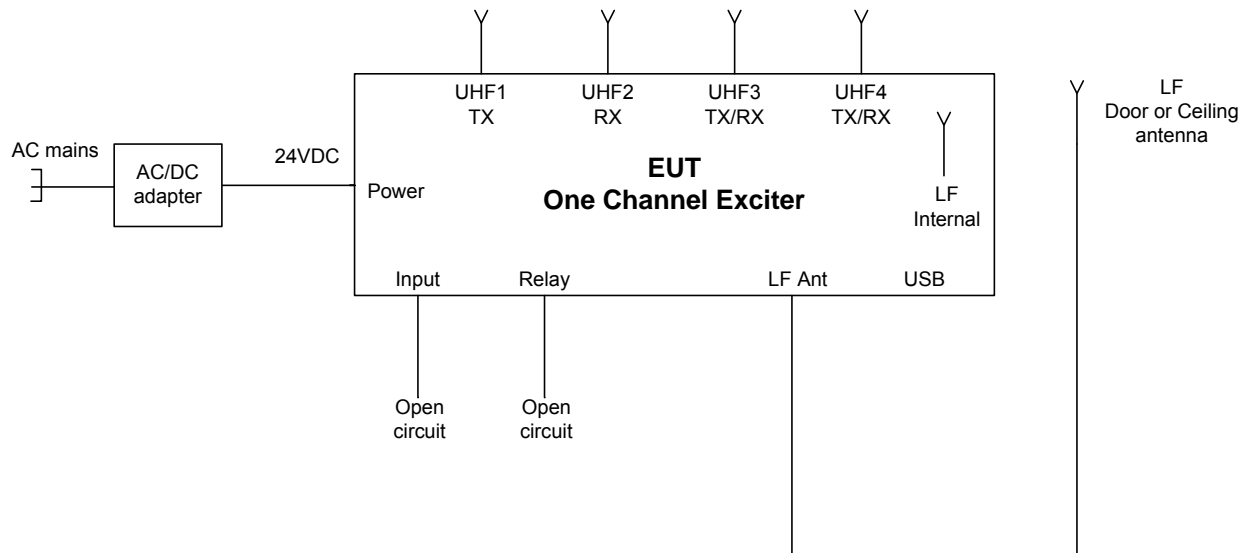 UHF1
TX
UHF2
RX
UHF3
TX/RX
UHF4
TX/RX
LF
Door or Ceiling
antenna
AC mains
AC/DC
adapter
24VDC
Power
EUT
One Channel Exciter
LF
Internal
Input
Relay
LF Ant
USB
Open
circuit
Open
circuit